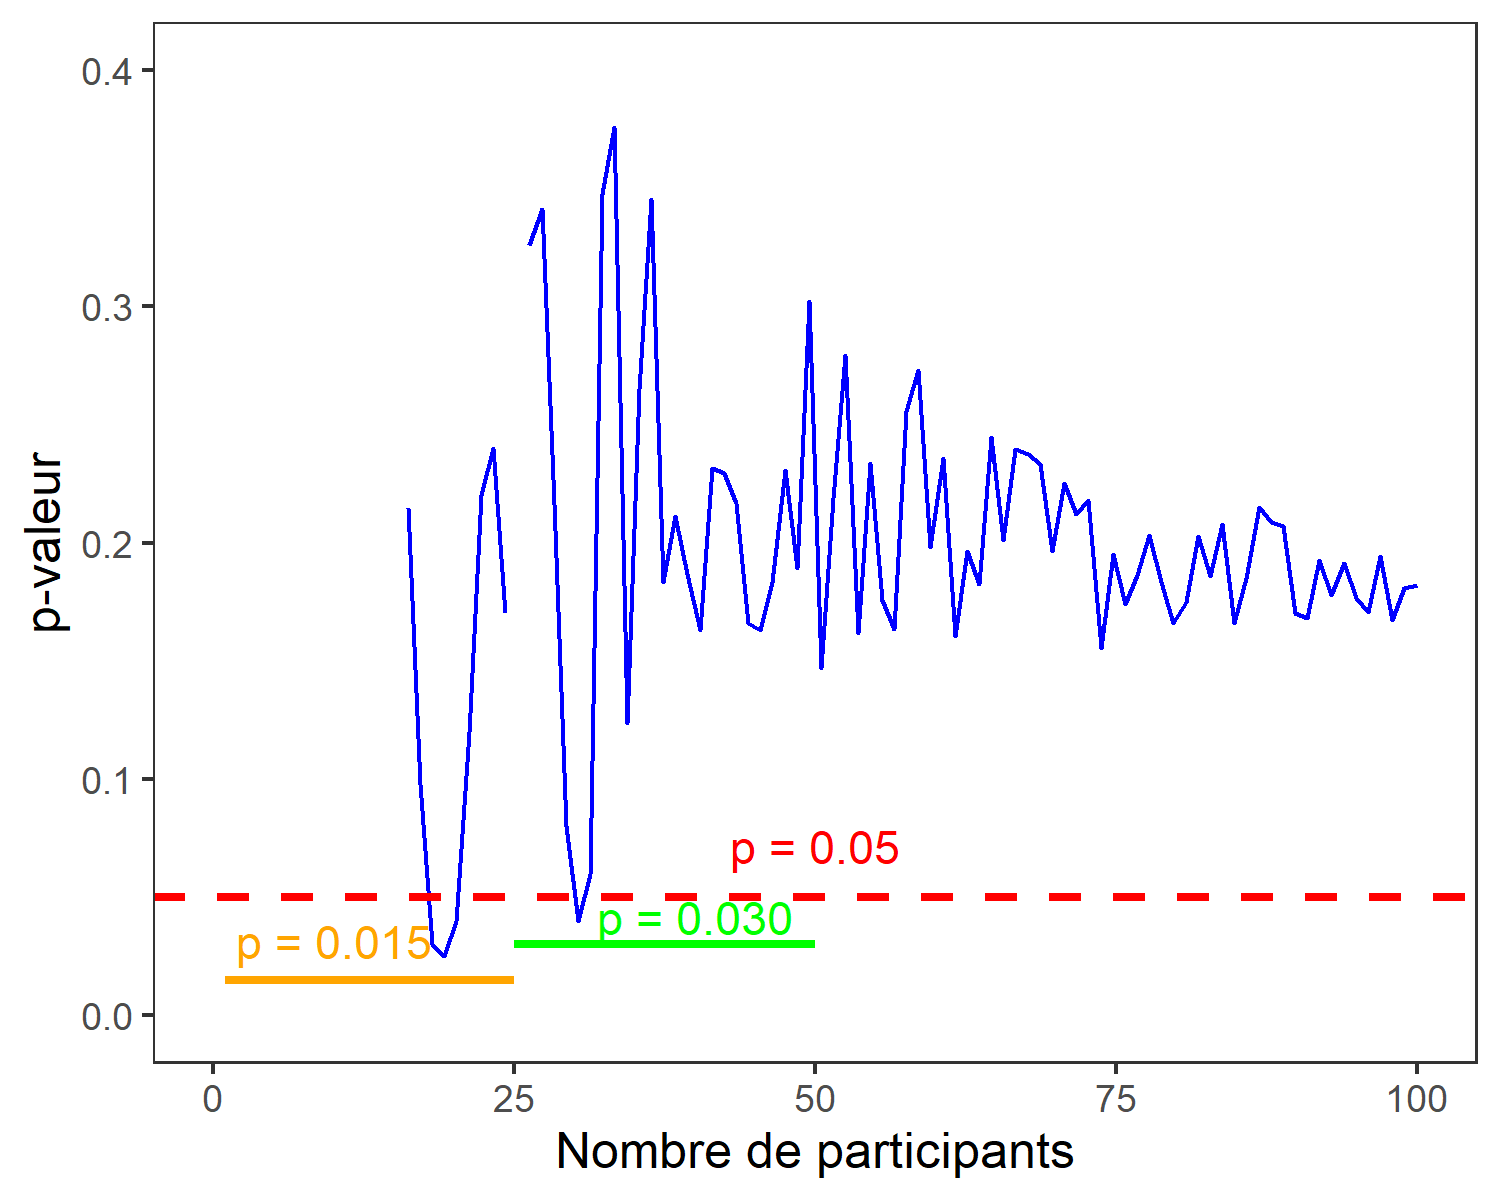 0.4
0.3
0.2
0.1
0.0
p-valeur
p = 0.05
p = 0.030
p = 0.015
0
25
50
75
100
Nombre de participants